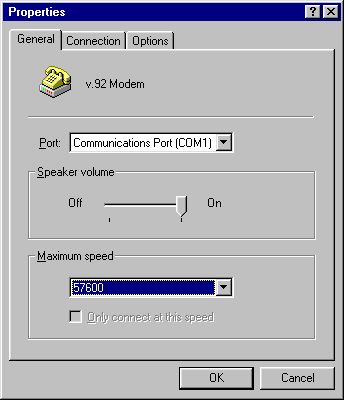 Properties
General Connection Options
v.92 Modem
Port: Communications Port (COM1)
Speaker volume
Off On
Maximum speed
57600
Only connect at this speed
OK Cancel